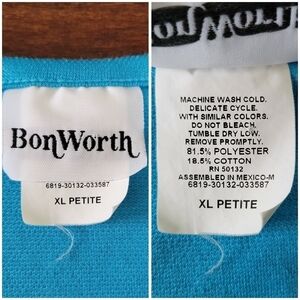 BonWorth
6819-30132-033587
XL PETITE
BonWorth
MACHINE WASH COLD.
DELICATE CYCLE.
WITH SIMILAR COLORS.
DO NOT BLEACH.
TUMBLE DRY LOW.
REMOVE PROMPTLY.
81.5% POLYESTER
18.5% COTTON
RN 50132
ASSEMBLED IN MEXICO-M
6819-30132-033587
XL PETITE